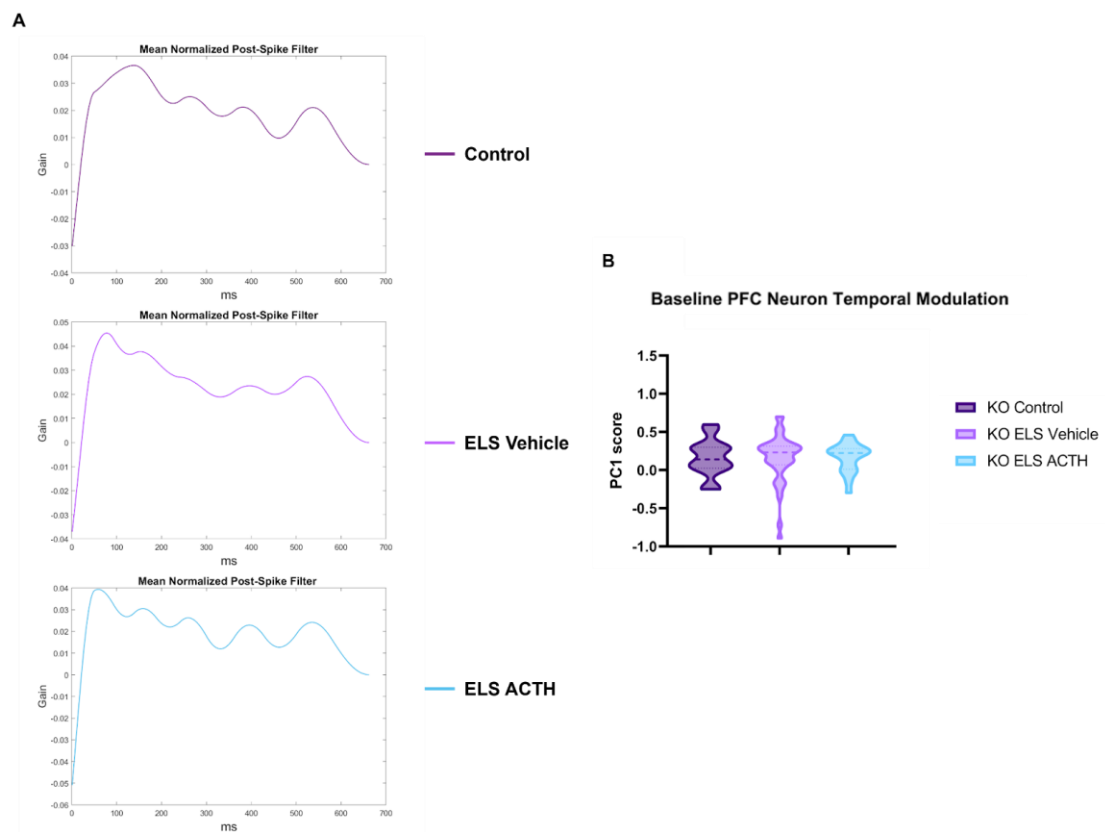 A
Mean Normalized Post-Spike Filter
0.04
0.03
0.02
0.01
0
-0.01
-0.02
-0.03
-0.04
Gain
0 100 200 300 400 500 600 700
ms
Control
Mean Normalized Post-Spike Filter
0.05
0.04
0.03
0.02
0.01
0
-0.01
-0.02
-0.03
-0.04
Gain
0 100 200 300 400 500 600 700
ms
ELS Vehicle
Mean Normalized Post-Spike Filter
0.04
0.03
0.02
0.01
0
-0.01
-0.02
-0.03
-0.04
-0.05
-0.06
Gain
0 100 200 300 400 500 600 700
ms
ELS ACTH
B
Baseline PFC Neuron Temporal Modulation
1.5
1.0
0.5
0.0
-0.5
-1.0
PC1 score
KO Control
KO ELS Vehicle
KO ELS ACTH